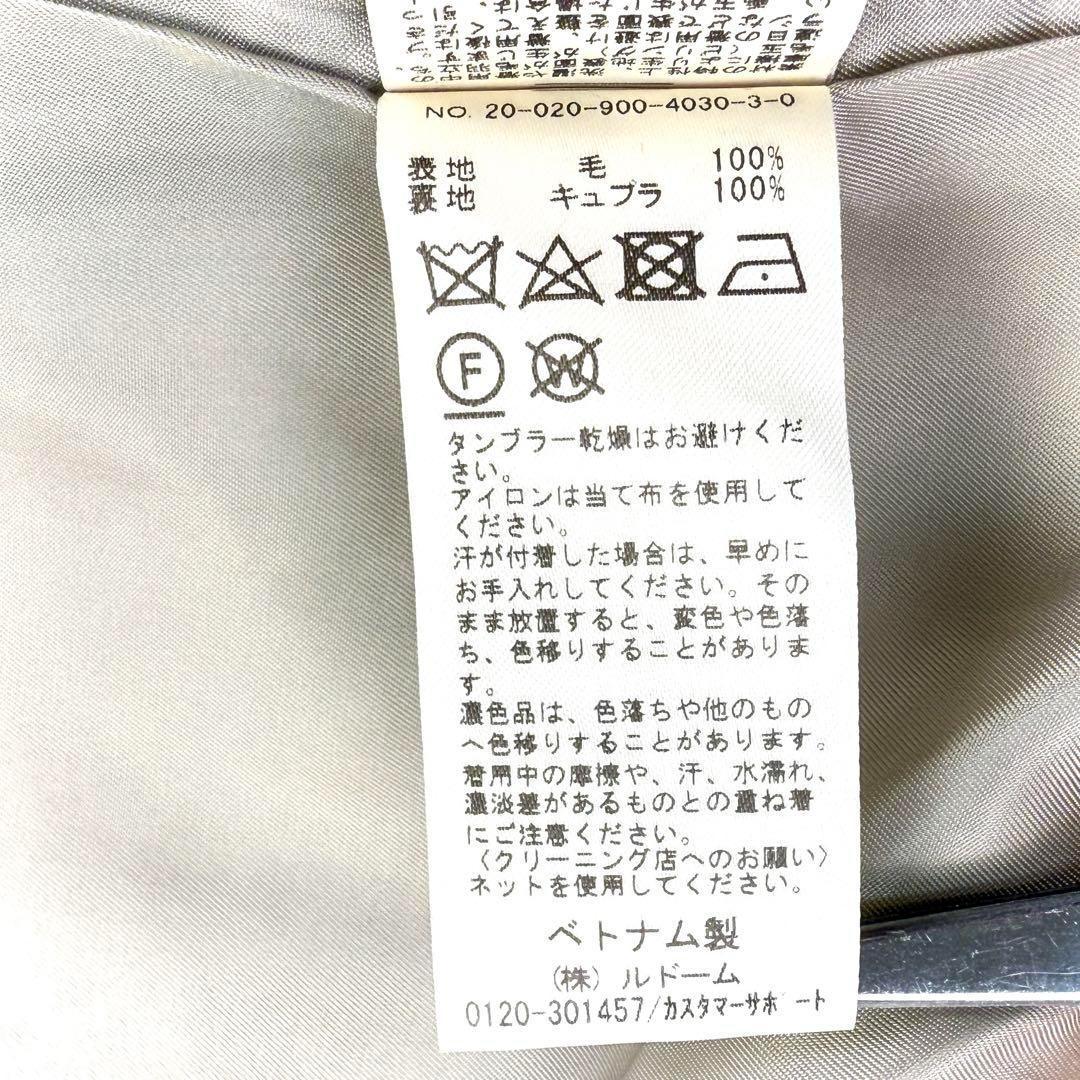 NO. 20-020-900-4030-3-0
表地 毛 100%
裏地 キュプラ 100%
F
W
タンブラー乾燥はお避けくだ
さい。
アイロンは当て布を使用して
ください。
汗が付着した場合は、早めに
お手入れしてください。その
まま放置すると、変色や色落
ち、色移りすることがありま
す。
濃色品は、色落ちや他のもの
へ色移りすることがあります。
着用中の摩擦や、汗、水濡れ、
濃淡差があるものとの重ね着
にご注意ください。
〈クリーニング店へのお願い〉
ネットを使用してください。
ベトナム製
(株) ルドーム
0120-301457/カスタマーサポート